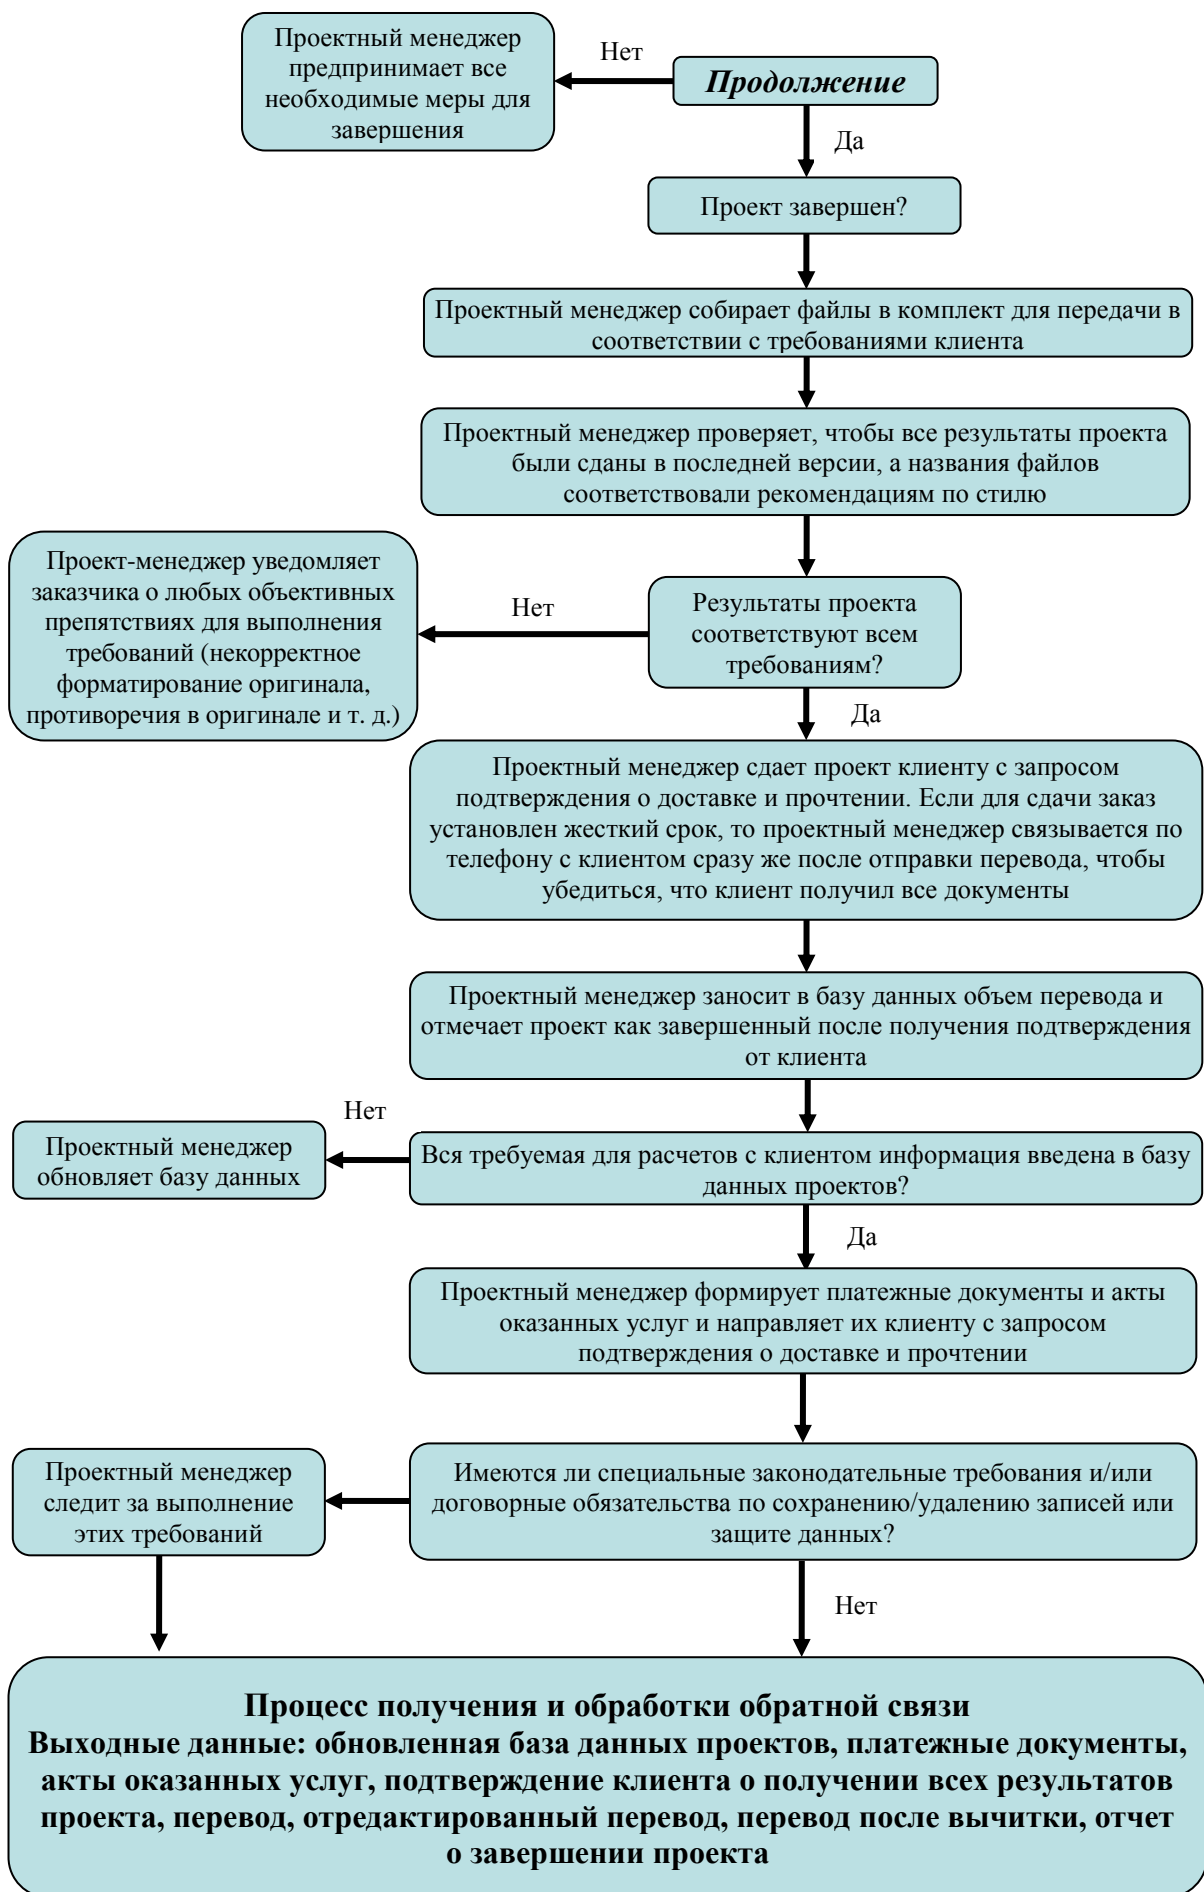 Проектный менеджер
предпринимает все
необходимые меры для
завершения
Нет
Продолжение
Да
Проект завершен?
Проектный менеджер собирает файлы в комплект для передачи в
соответствии с требованиями клиента
Проектный менеджер проверяет, чтобы все результаты проекта
были сданы в последней версии, а названия файлов
соответствовали рекомендациям по стилю
Проект-менеджер уведомляет
заказчика о любых объективных
препятствиях для выполнения
требований (некорректное
форматирование оригинала,
противоречия в оригинале и т. д.)
Нет
Результаты проекта
соответствуют всем
требованиям?
Да
Проектный менеджер сдает проект клиенту с запросом
подтверждения о доставке и прочтении. Если для сдачи заказ
установлен жесткий срок, то проектный менеджер связывается по
телефону с клиентом сразу же после отправки перевода, чтобы
убедиться, что клиент получил все документы
Проектный менеджер заносит в базу данных объем перевода и
отмечает проект как завершенный после получения подтверждения
от клиента
Нет
Проектный менеджер
обновляет базу данных
Вся требуемая для расчетов с клиентом информация введена в базу
данных проектов?
Да
Проектный менеджер формирует платежные документы и акты
оказанных услуг и направляет их клиенту с запросом
подтверждения о доставке и прочтении
Проектный менеджер
следит за выполнение
этих требований
Имеются ли специальные законодательные требования и/или
договорные обязательства по сохранению/удалению записей или
защите данных?
Нет
Процесс получения и обработки обратной связи
Выходные данные: обновленная база данных проектов, платежные документы,
акты оказанных услуг, подтверждение клиента о получении всех результатов
проекта, перевод, отредактированный перевод, перевод после вычитки, отчет
о завершении проекта